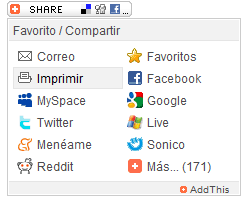 SHARE ...
Favorito / Compartir
Correo Favoritos
Imprimir Facebook
MySpace Google
Twitter Live
Menéame Sonico
Reddit Más... (171)
AddThis